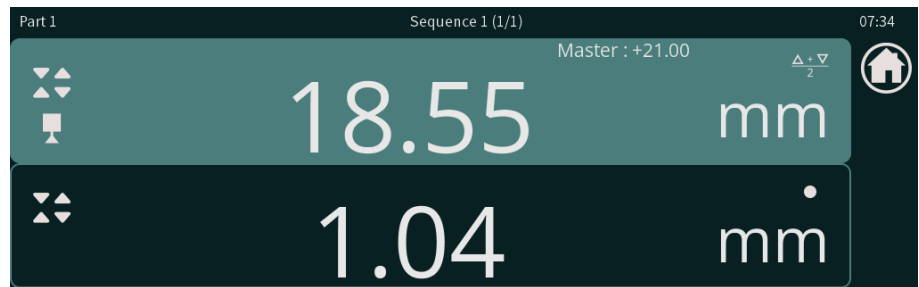 Part 1 Sequence 1 (1/1) 07:34
Master : +21.00
△ + ▽
2
18.55 mm
1.04 mm